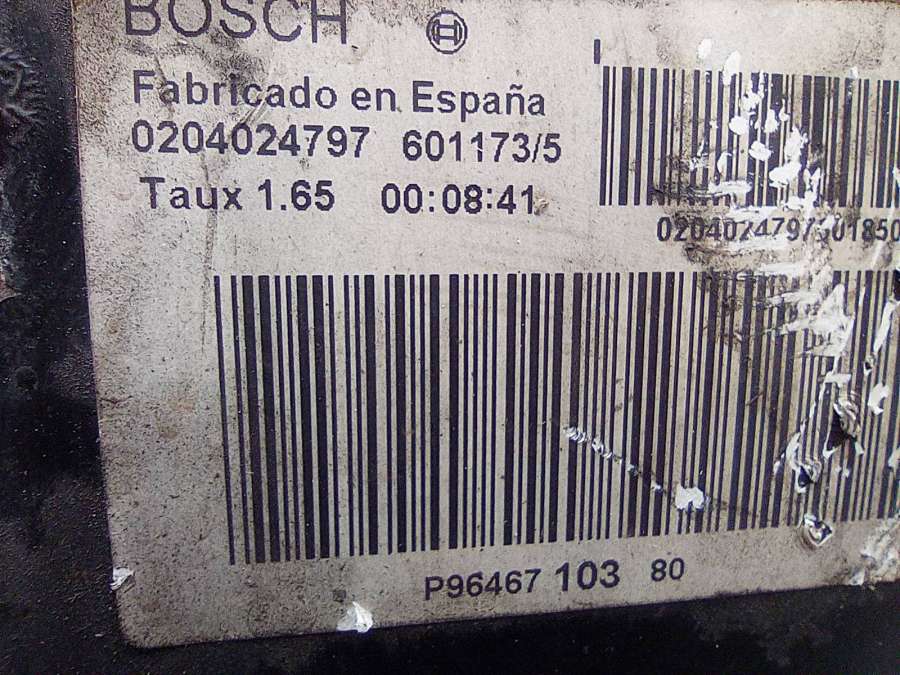 BOSCH
Fabricado en España
0204024797 601173/5
Taux 1.65 00:08:41
P96467 103 80